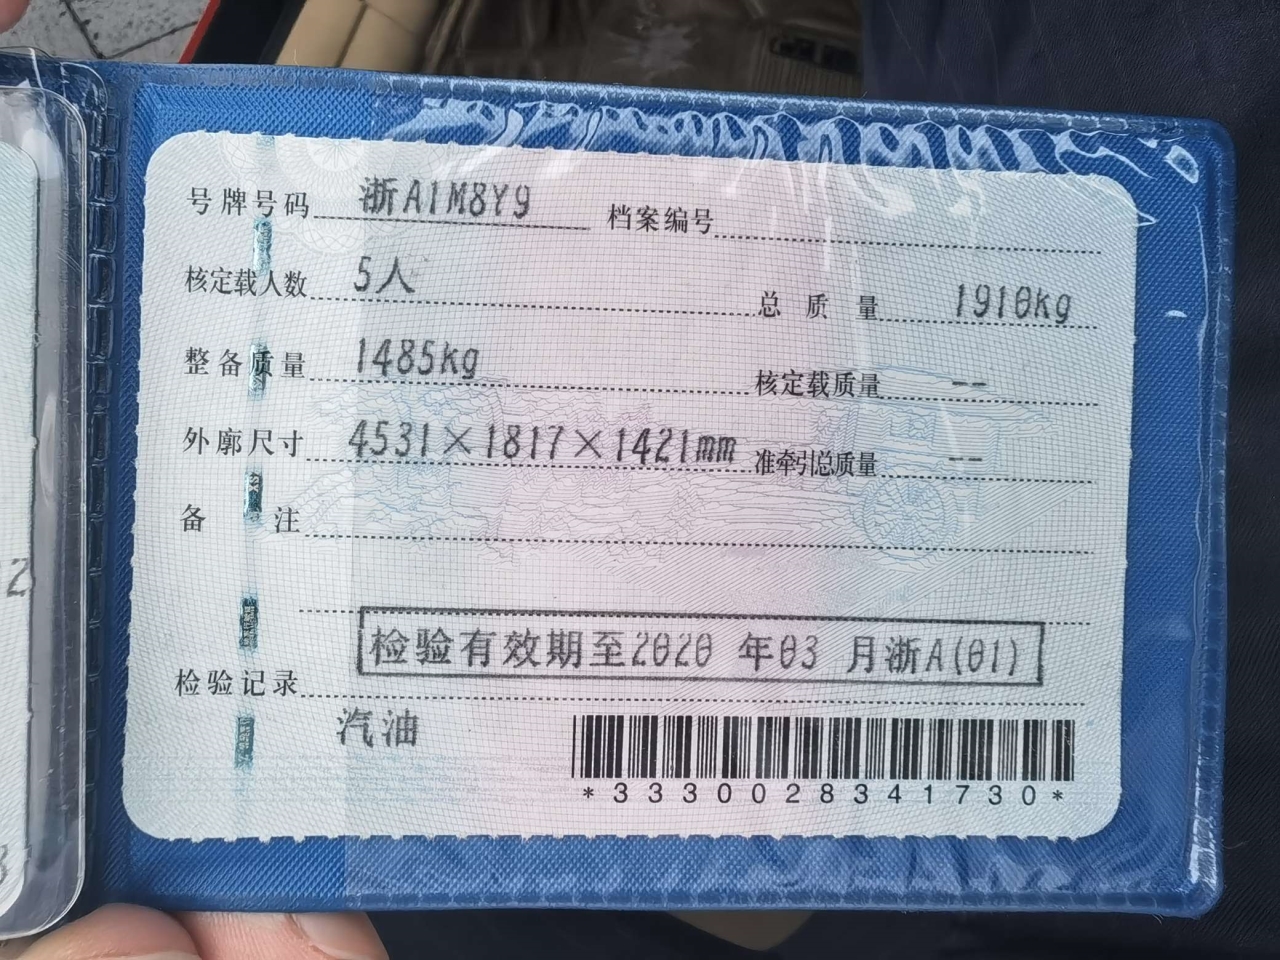 号牌号码 浙A1M8Y9 档案编号
核定载人数 5人 总质量 1910kg
整备质量 1485kg 核定载质量 --
外廓尺寸 4531×1817×1421mm 准牵引总质量 --
备注
检验有效期至2020 年03 月浙A(01)
检验记录
汽油
*3330028341730*